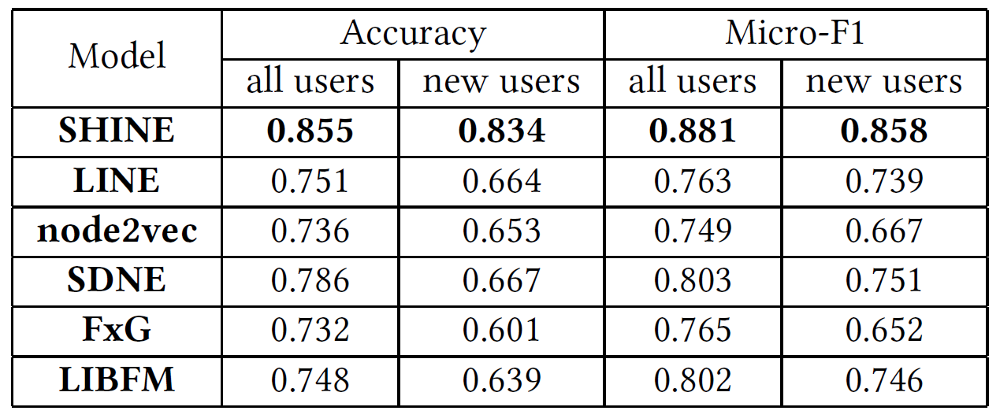 Model Accuracy Micro-F1
all users new users all users new users
SHINE 0.855 0.834 0.881 0.858
LINE 0.751 0.664 0.763 0.739
node2vec 0.736 0.653 0.749 0.667
SDNE 0.786 0.667 0.803 0.751
FxG 0.732 0.601 0.765 0.652
LIBFM 0.748 0.639 0.802 0.746